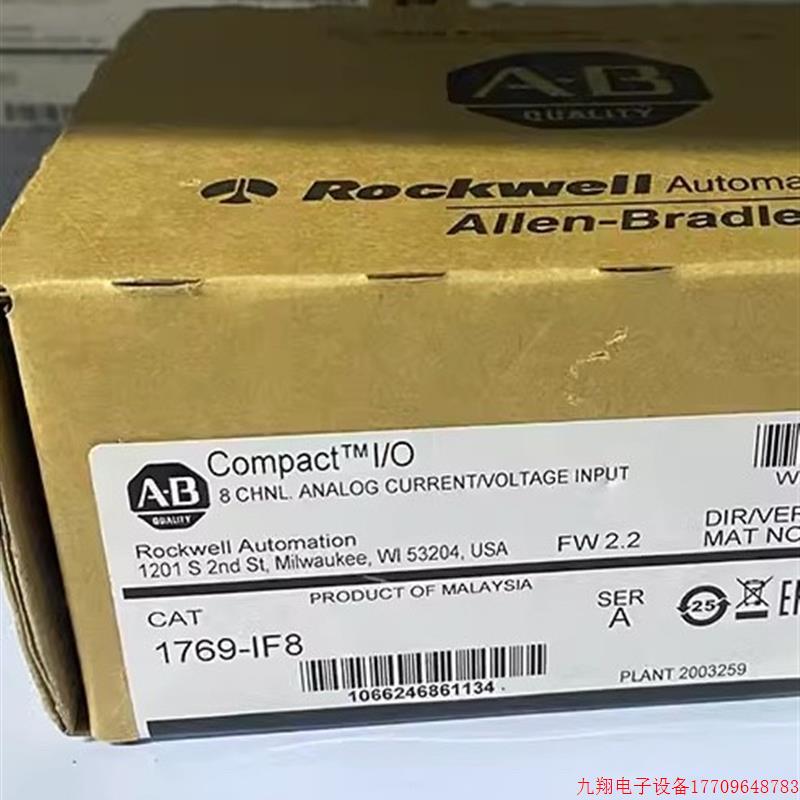 A-B
QUALITY
Rockwell Automa
Allen-Bradle
A-B
QUALITY
Compact™ I/O
8 CHNL. ANALOG CURRENT/VOLTAGE INPUT
W
Rockwell Automation
1201 S 2nd St, Milwaukee, WI 53204, USA
FW 2.2
DIR/VER
MAT NO
PRODUCT OF MALAYSIA
CAT
1769-IF8
SER
A
25
1066246861134
PLANT 2003259
九翔电子设备17709648783